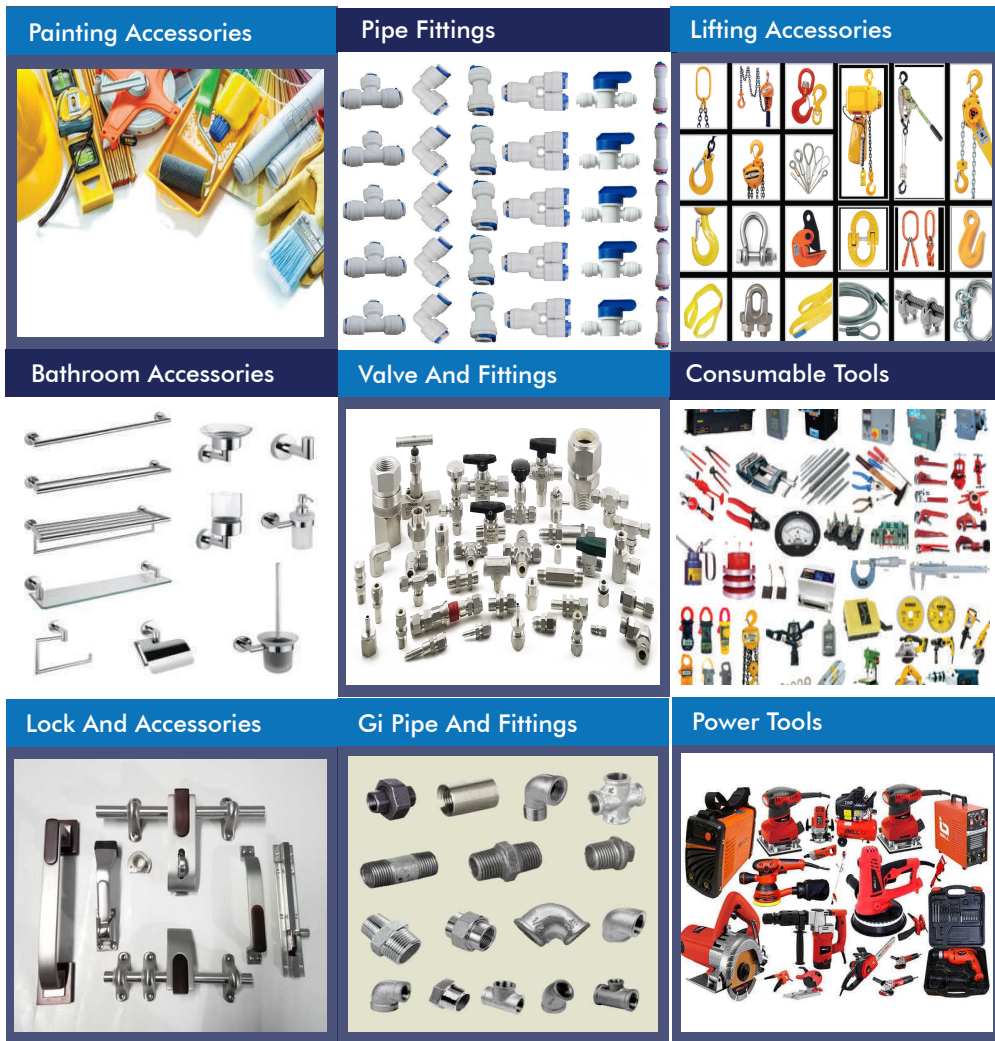 Painting Accessories
Pipe Fittings
Lifting Accessories
Bathroom Accessories
Valve And Fittings
Consumable Tools
Lock And Accessories
Gi Pipe And Fittings
Power Tools